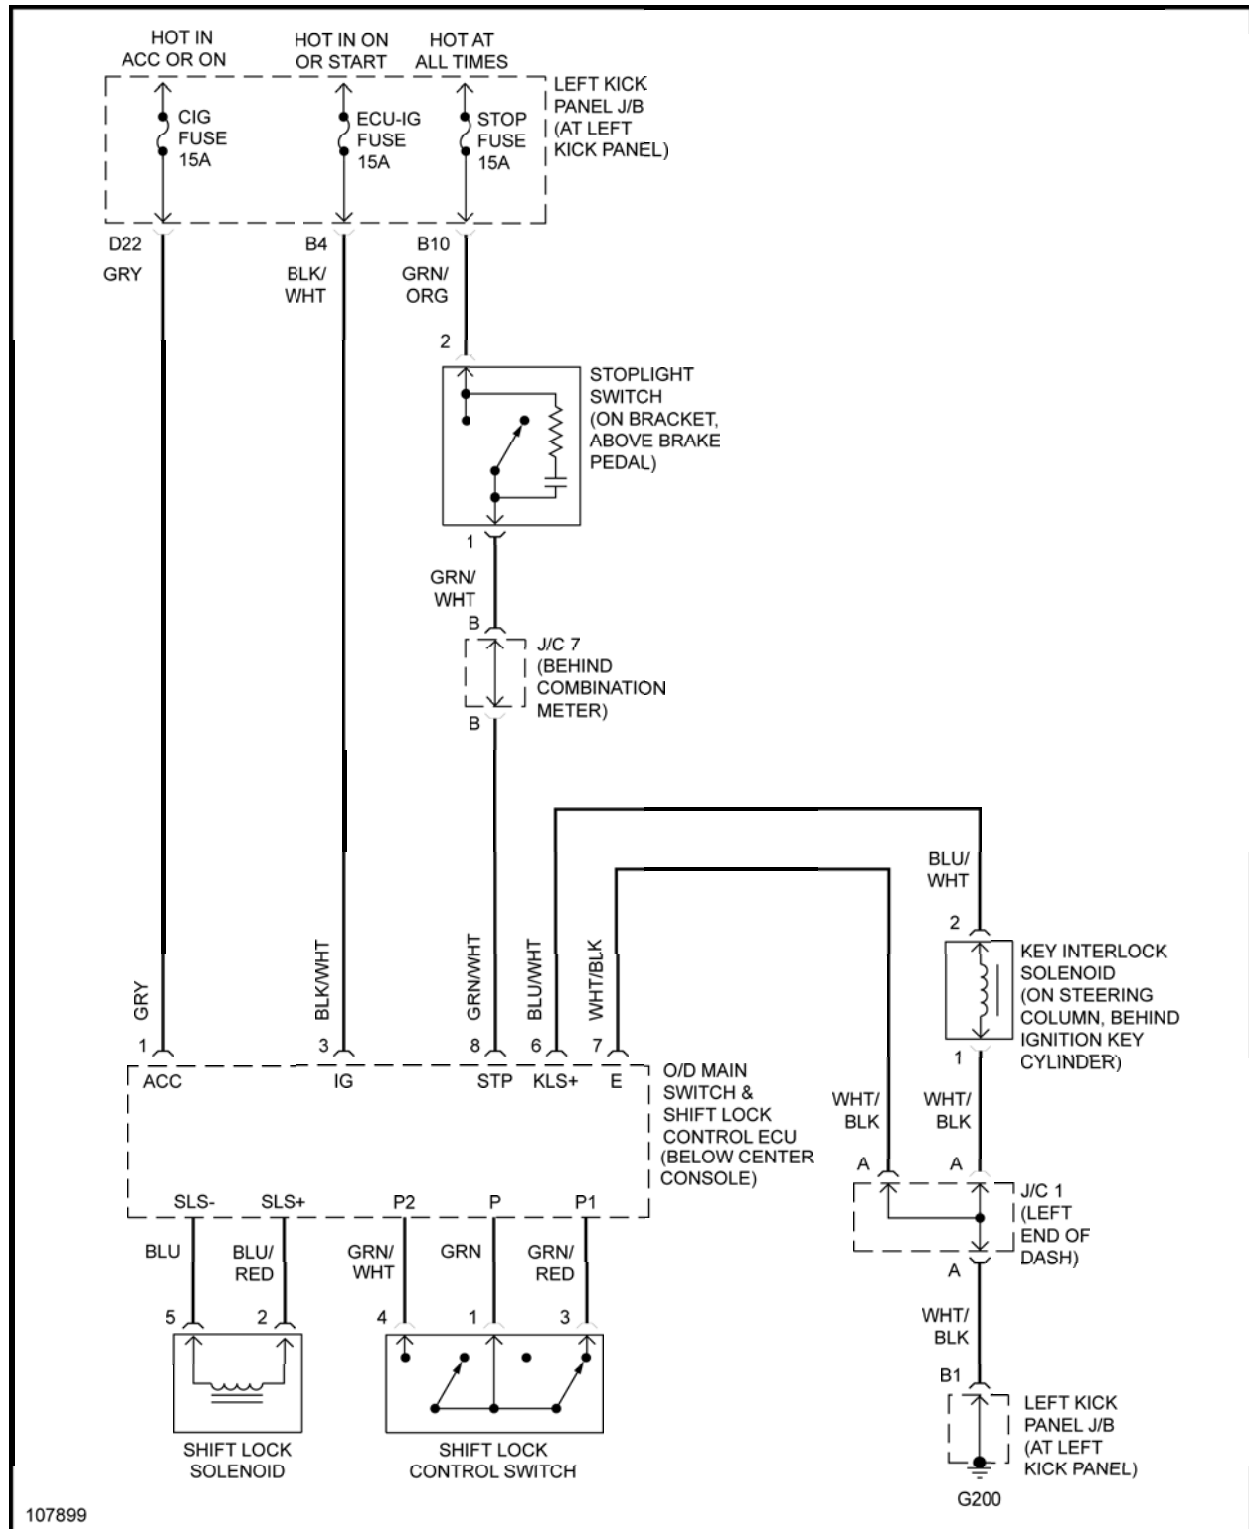 HOT IN
ACC OR ON
HOT IN ON
OR START
HOT AT
ALL TIMES
LEFT KICK
PANEL J/B
(AT LEFT
KICK PANEL)
CIG
FUSE
15A
ECU-IG
FUSE
15A
STOP
FUSE
15A
D22
B4
B10
GRY
BLK/
WHT
GRN/
ORG
2
STOPLIGHT
SWITCH
(ON BRACKET,
ABOVE BRAKE
PEDAL)
1
GRN/
WHT
B
J/C 7
(BEHIND
COMBINATION
METER)
B
BLU/
WHT
2
KEY INTERLOCK
SOLENOID
(ON STEERING
COLUMN, BEHIND
IGNITION KEY
CYLINDER)
1
GRY
BLK/WHT
GRN/WHT
BLU/WHT
WHT/BLK
1
3
8
6
7
ACC
IG
STP
KLS+
E
O/D MAIN
SWITCH &
SHIFT LOCK
CONTROL ECU
(BELOW CENTER
CONSOLE)
WHT/
BLK
WHT/
BLK
A
A
J/C 1
(LEFT
END OF
DASH)
A
SLS-
SLS+
P2
P
P1
BLU
BLU/
RED
GRN/
WHT
GRN
GRN/
RED
5
2
4
1
3
WHT/
BLK
B1
LEFT KICK
PANEL J/B
(AT LEFT
KICK PANEL)
G200
SHIFT LOCK
SOLENOID
SHIFT LOCK
CONTROL SWITCH
107899